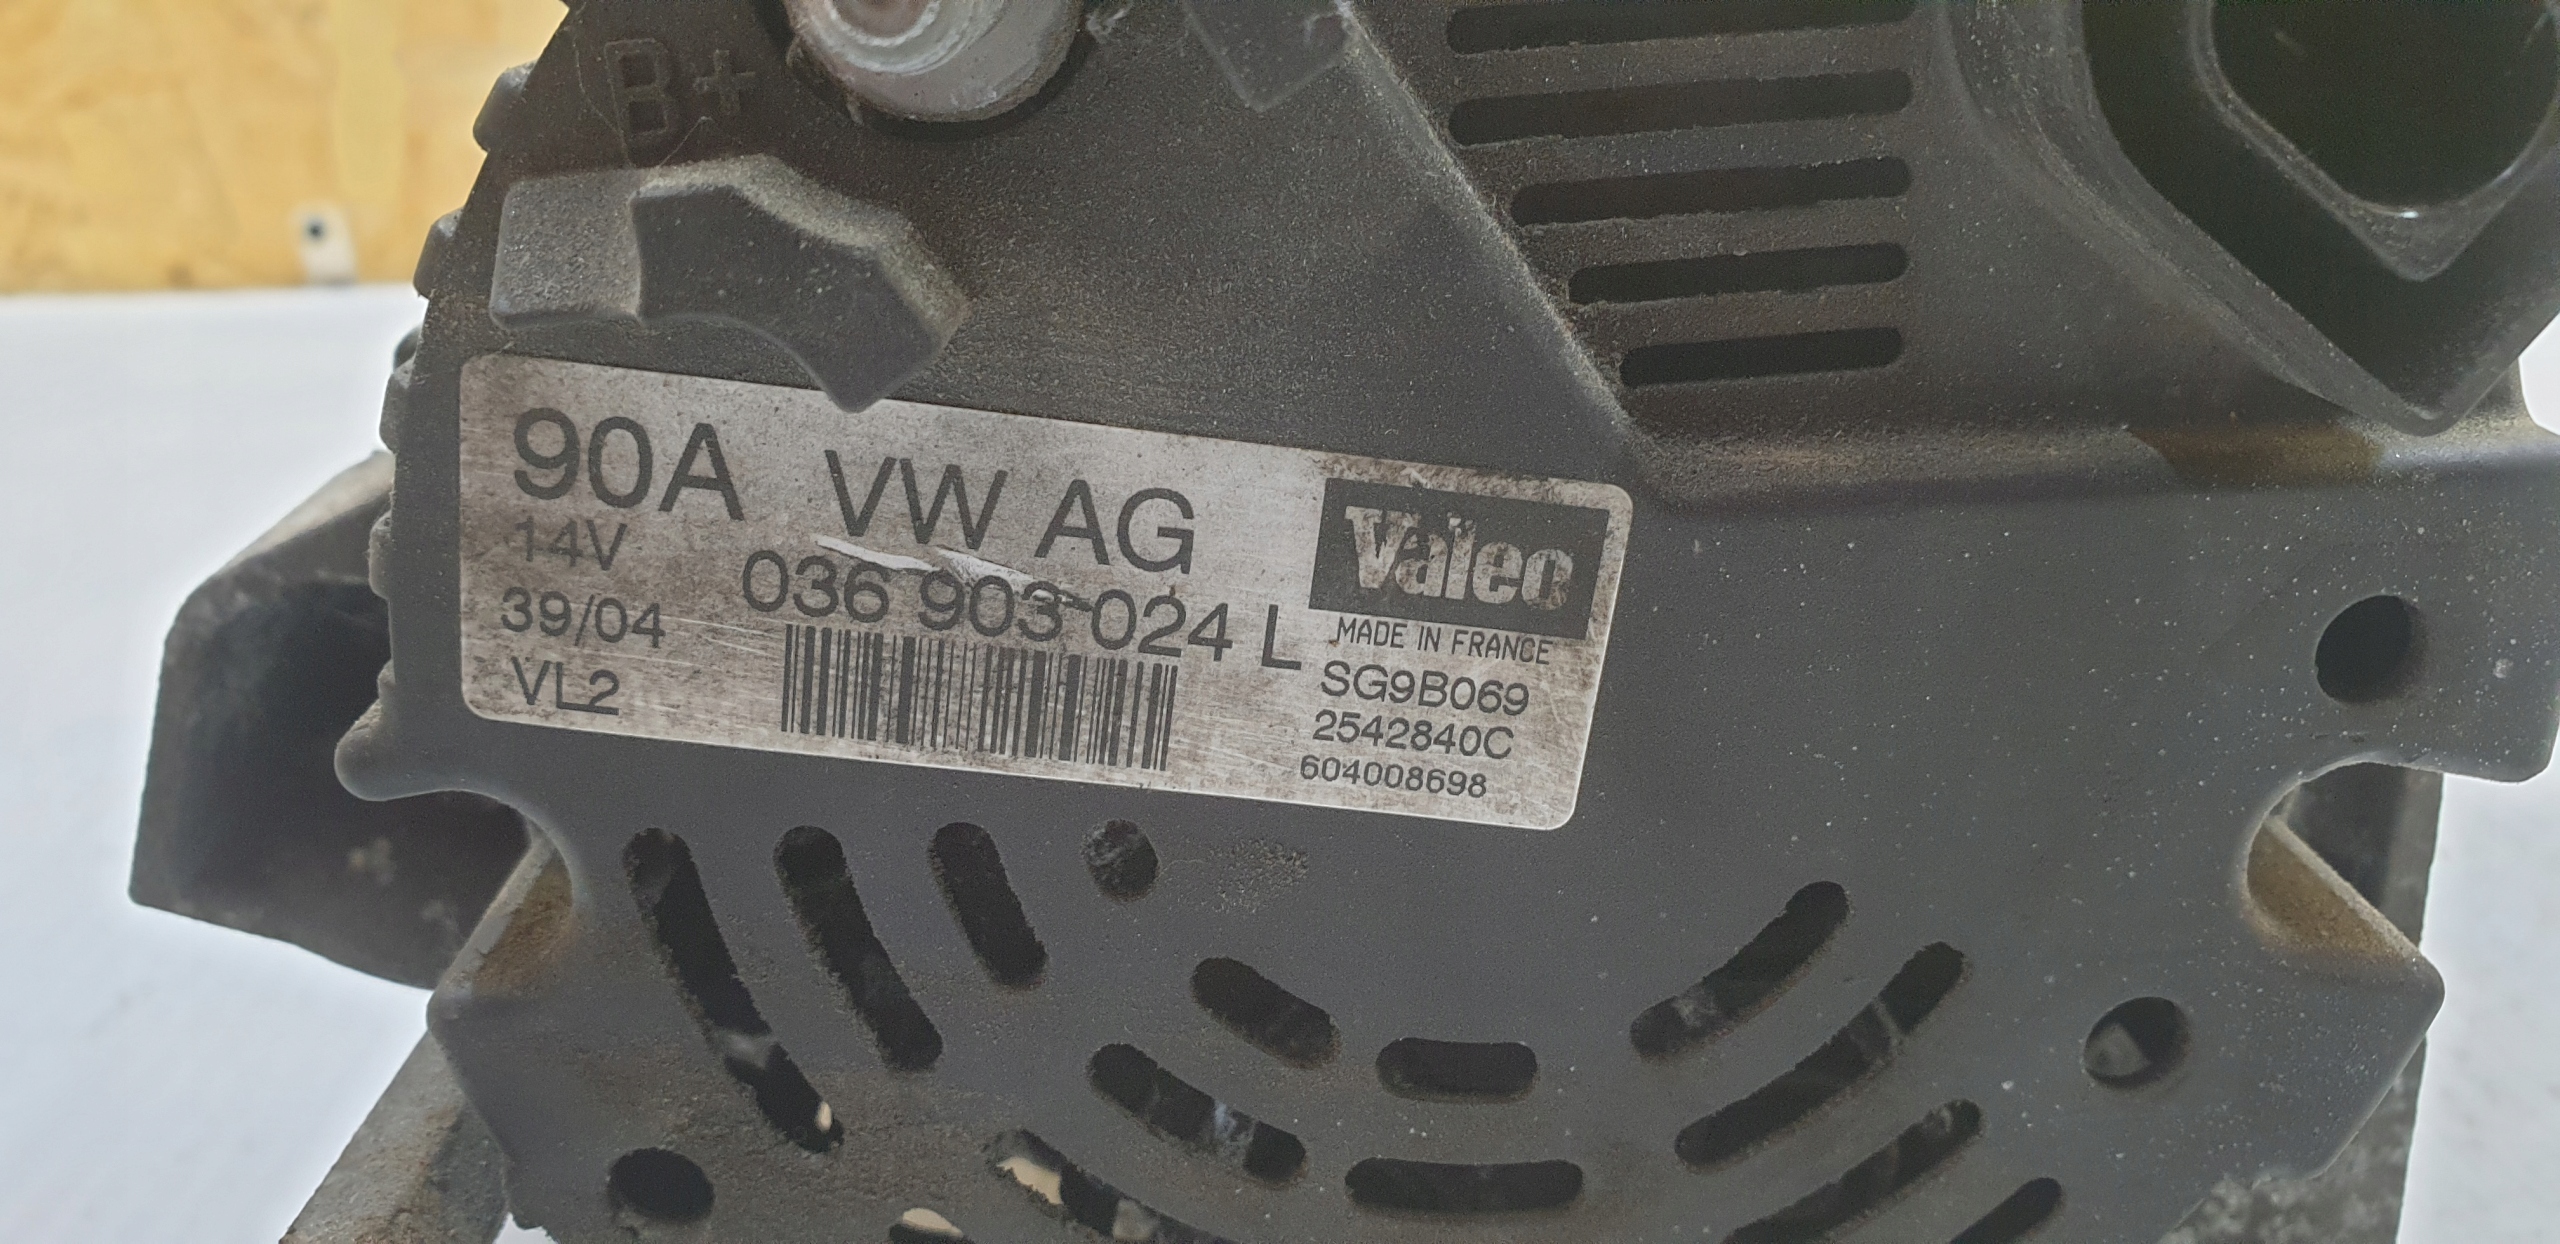 B+
90A VW AG
14V
036 903 024 L
39/04
VL2
Valeo
MADE IN FRANCE
SG9B069
2542840C
604008698